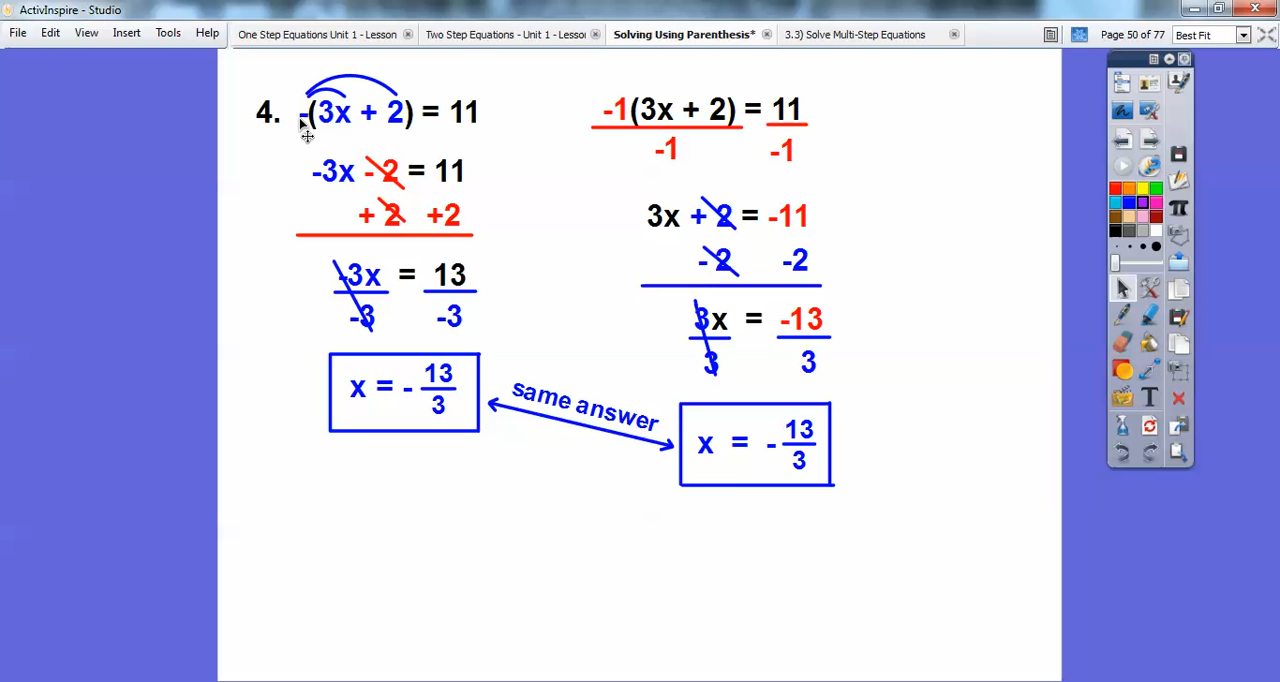 ActivInspire - Studio
File Edit View Insert Tools Help
One Step Equations Unit 1 - Lesson Two Step Equations - Unit 1 - Lesson Solving Using Parenthesis* 3.3) Solve Multi-Step Equations Page 50 of 77 Best Fit
4. -(3x + 2) = 11
-3x - 2 = 11
+ 2 +2
-3x = 13
-3 -3
x = - 13/3
same answer
-1(3x + 2) = 11
-1 -1
3x + 2 = -11
- 2 -2
3x = -13
3 3
x = - 13/3